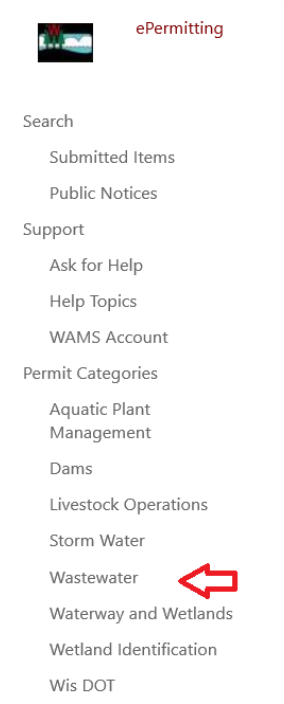 ePermitting
Search
Submitted Items
Public Notices
Support
Ask for Help
Help Topics
WAMS Account
Permit Categories
Aquatic Plant
Management
Dams
Livestock Operations
Storm Water
Wastewater
Waterway and Wetlands
Wetland Identification
Wis DOT